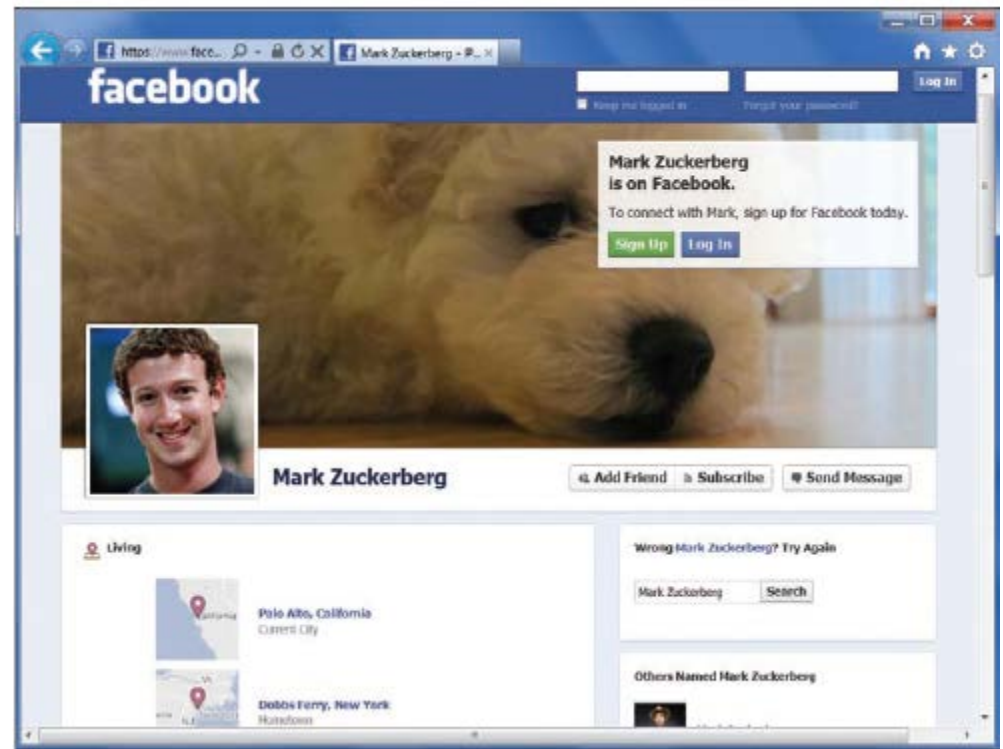 https://www.face...
Mark Zuckerberg - P...
facebook
Keep me logged in
Forgot your password?
Log In
Mark Zuckerberg
is on Facebook.
To connect with Mark, sign up for Facebook today.
Sign Up
Log In
Mark Zuckerberg
Add Friend
Subscribe
Send Message
Living
California
Palo Alto, California
Current City
VA
Dobbs Ferry, New York
Hometown
Wrong Mark Zuckerberg? Try Again
Mark Zuckerberg
Search
Others Named Mark Zuckerberg